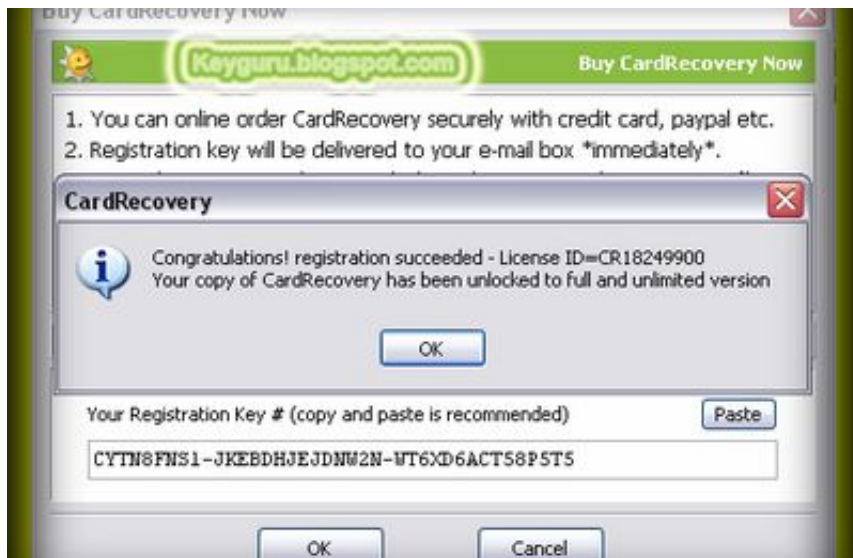 Buy CardRecovery Now
Keyguru.blogspot.com
Buy CardRecovery Now
1. You can online order CardRecovery securely with credit card, paypal etc.
2. Registration key will be delivered to your e-mail box *immediately*.
CardRecovery
Congratulations! registration succeeded - License ID=CR18249900
Your copy of CardRecovery has been unlocked to full and unlimited version
OK
Your Registration Key # (copy and paste is recommended)
Paste
CYTN8FNS1-JKEBDHJEJDNW2N-WT6XD6ACT58P5T5
OK
Cancel